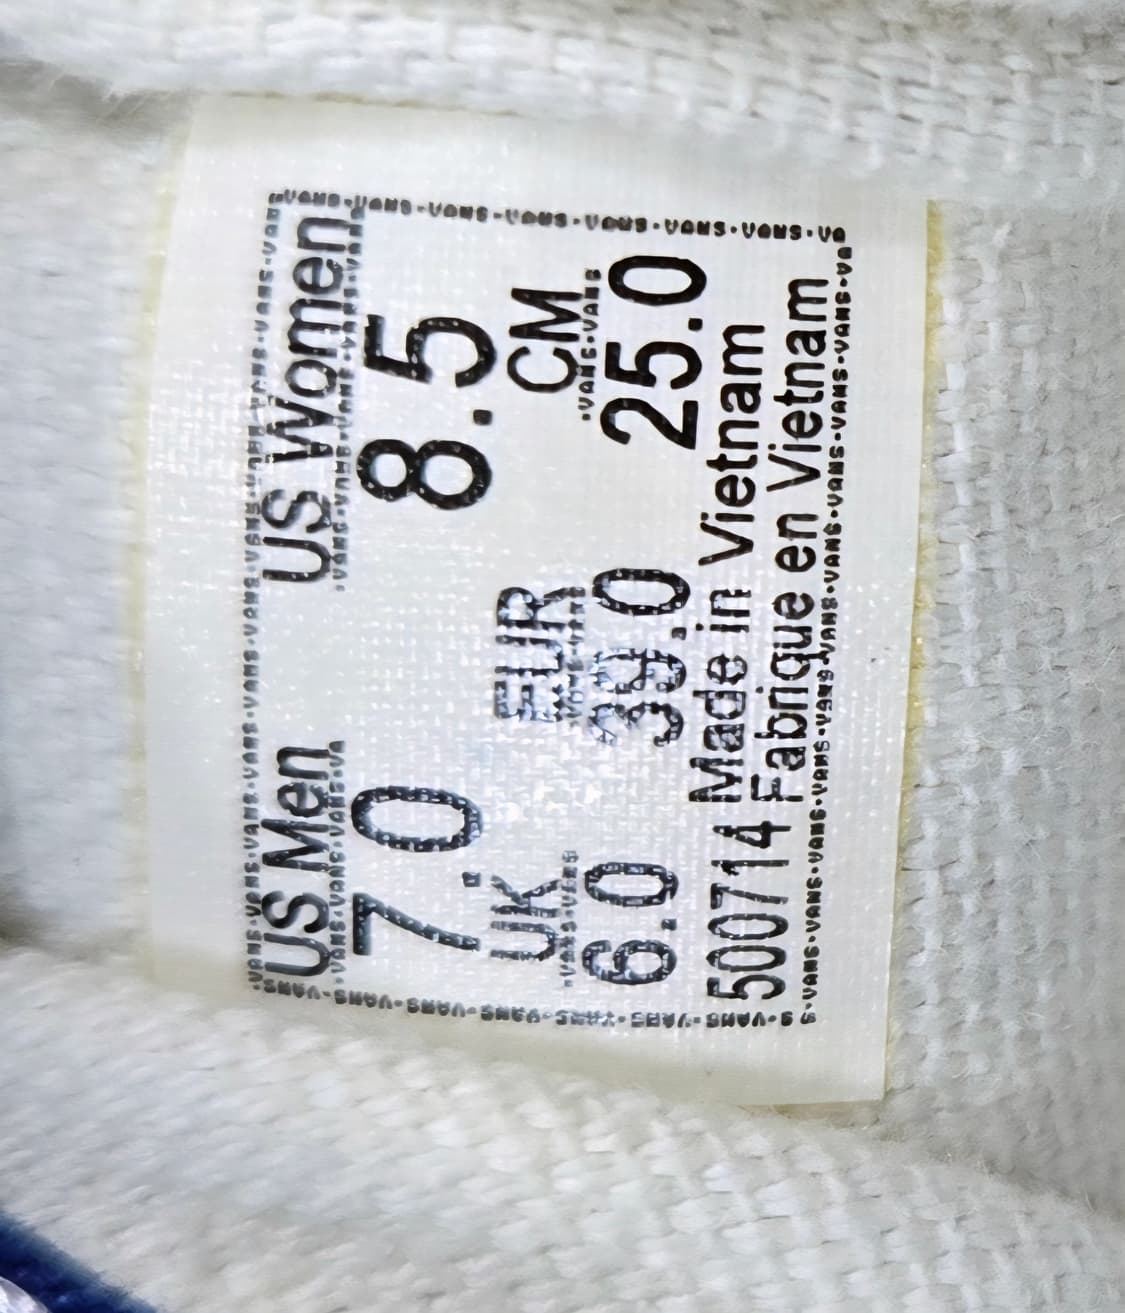 VANS·VANS·VANS·VANS·VANS·VANS·VANS·VA
US Men US Women
7.0 8.5
UK EUR CM
6.0 39.0 25.0
500714 Made in Vietnam
Fabrique en Vietnam